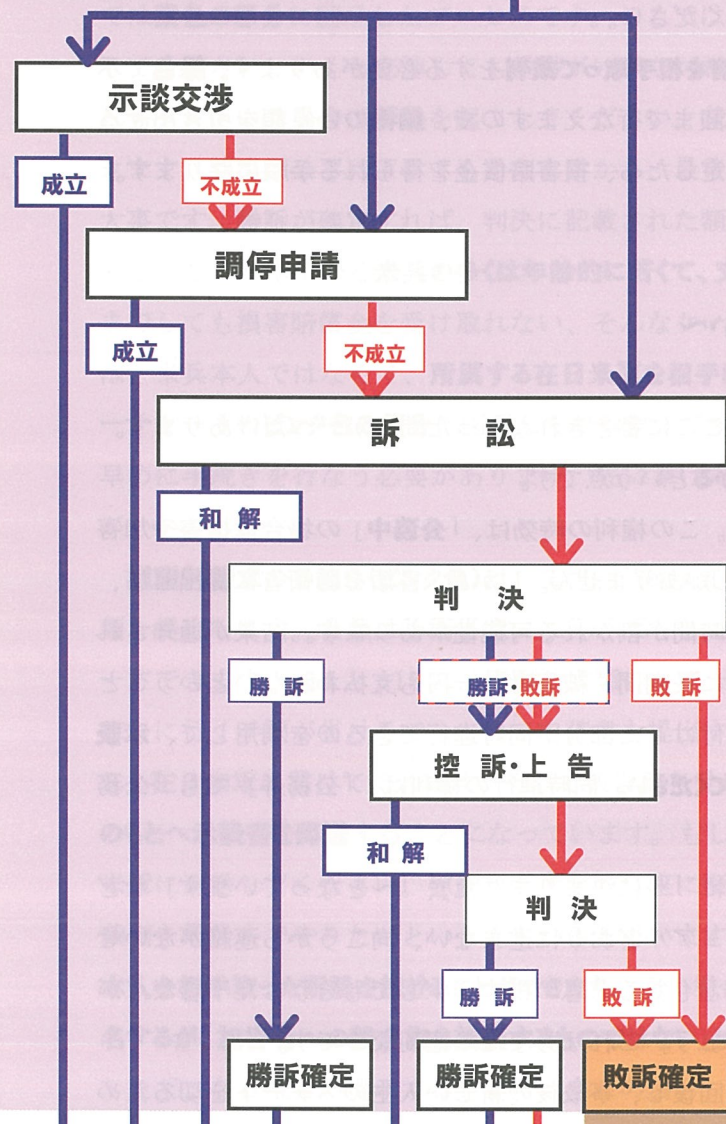 示談交渉
成立
不成立
調停申請
成立
不成立
訴訟
和解
判決
勝訴
勝訴・敗訴
敗訴
控訴・上告
和解
判決
勝訴
敗訴
勝訴確定
勝訴確定
敗訴確定